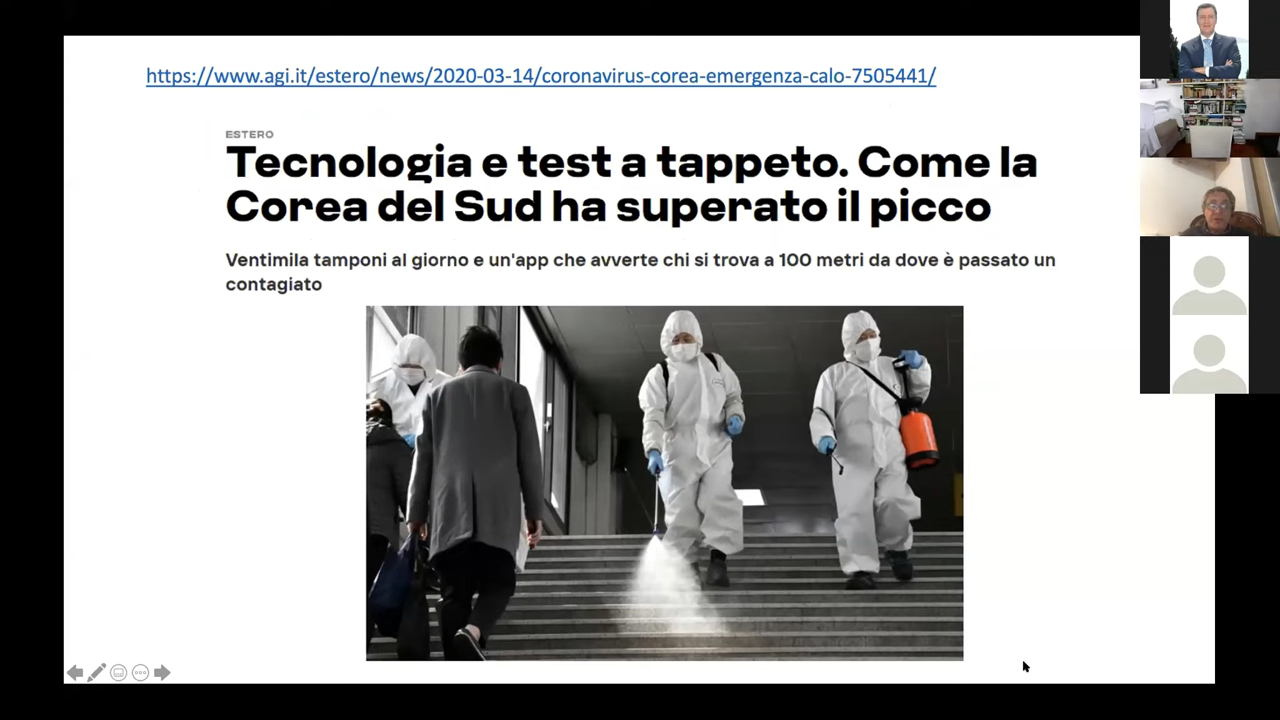 https://www.agi.it/estero/news/2020-03-14/coronavirus-corea-emergenza-calo-7505441/
ESTERO
Tecnologia e test a tappeto. Come la
Corea del Sud ha superato il picco
Ventimila tamponi al giorno e un'app che avverte chi si trova a 100 metri da dove è passato un
contagiato